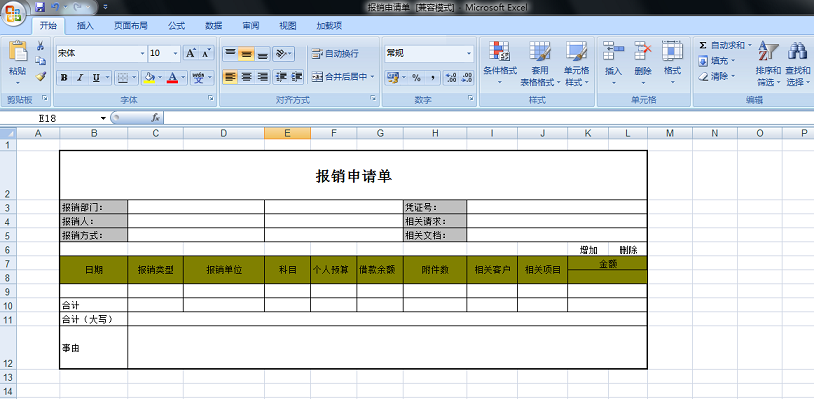 报销申请单 [兼容模式] - Microsoft Excel
开始 插入 页面布局 公式 数据 审阅 视图 加载项
宋体 10 A A 自动换行 常规 Σ 自动求和
粘贴 条件格式 套用表格格式 单元格样式 插入 删除 格式 填充 排序和筛选 查找和选择
B I U 合并后居中 % , 清除
剪贴板 字体 对齐方式 数字 样式 单元格 编辑
E18 fx
A B C D E F G H I J K L M N O P
1
2 报销申请单
3 报销部门： 凭证号：
4 报销人： 相关请求：
5 报销方式： 相关文档：
6 增加 删除
7 日期 报销类型 报销单位 科目 个人预算 借款余额 附件数 相关客户 相关项目 金额
8
9
10 合计
11 合计（大写）
12 事由
13
14